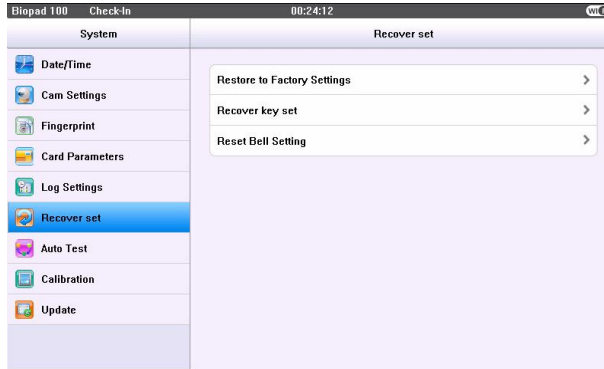 Biopad 100 Check-In 00:24:12
System
Recover set
Date/Time
Cam Settings
Fingerprint
Card Parameters
Log Settings
Recover set
Auto Test
Calibration
Update
Restore to Factory Settings
Recover key set
Reset Bell Setting